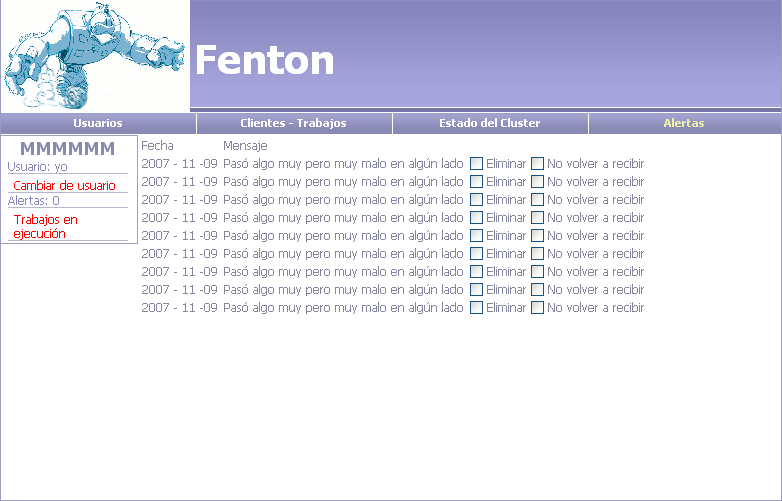 Fenton
Usuarios Clientes - Trabajos Estado del Cluster Alertas
MMMMMM
Usuario: yo
Cambiar de usuario
Alertas: 0
Trabajos en
ejecución
Fecha Mensaje
2007 - 11 -09 Pasó algo muy pero muy malo en algún lado Eliminar No volver a recibir
2007 - 11 -09 Pasó algo muy pero muy malo en algún lado Eliminar No volver a recibir
2007 - 11 -09 Pasó algo muy pero muy malo en algún lado Eliminar No volver a recibir
2007 - 11 -09 Pasó algo muy pero muy malo en algún lado Eliminar No volver a recibir
2007 - 11 -09 Pasó algo muy pero muy malo en algún lado Eliminar No volver a recibir
2007 - 11 -09 Pasó algo muy pero muy malo en algún lado Eliminar No volver a recibir
2007 - 11 -09 Pasó algo muy pero muy malo en algún lado Eliminar No volver a recibir
2007 - 11 -09 Pasó algo muy pero muy malo en algún lado Eliminar No volver a recibir
2007 - 11 -09 Pasó algo muy pero muy malo en algún lado Eliminar No volver a recibir